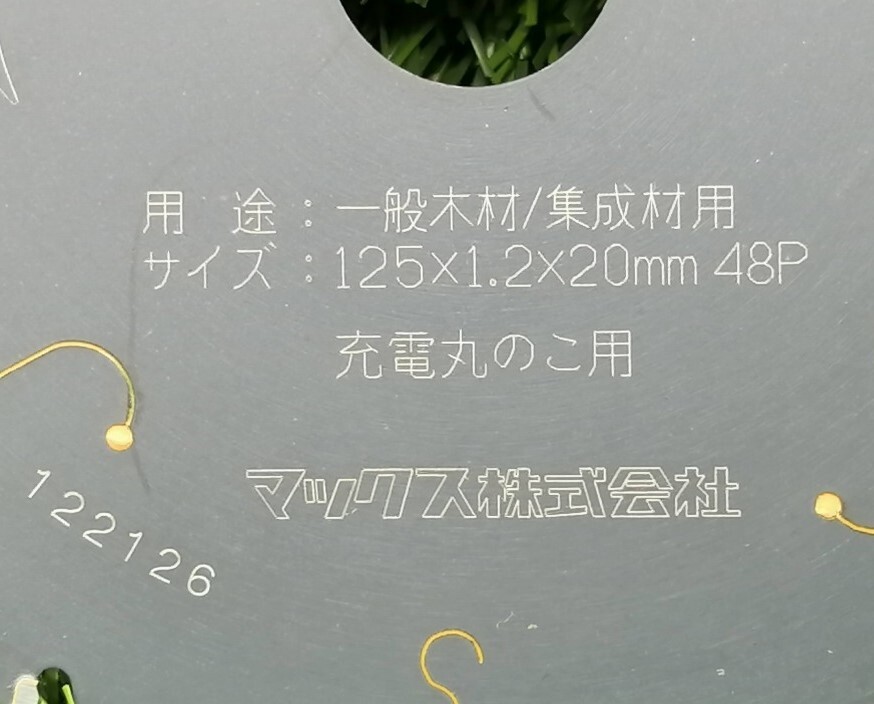 用　途：一般木材/集成材用
サイズ：125×1.2×20mm 48P
充電丸のこ用
マックス株式会社
122126